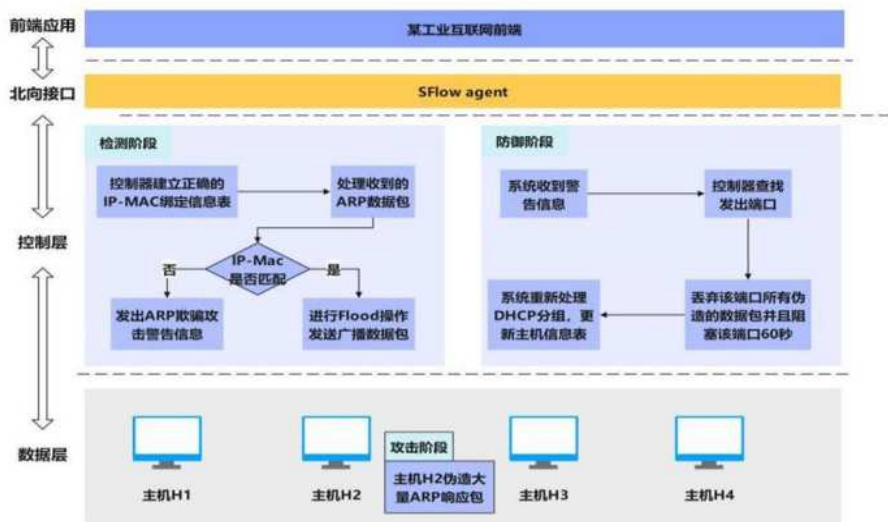 前端应用
某工业互联网前端
北向接口
SFlow agent
控制层
检测阶段
控制器建立正确的
IP-MAC绑定信息表
处理收到的
ARP数据包
IP-Mac
是否匹配
否
是
发出ARP欺骗攻
击警告信息
进行Flood操作
发送广播数据包
防御阶段
系统收到警
告信息
控制器查找
发出端口
系统重新处理
DHCP分组，更
新主机信息表
丢弃该端口所有伪
造的数据包并且阻
塞该端口60秒
数据层
主机H1
主机H2
攻击阶段
主机H2伪造大
量ARP响应包
主机H3
主机H4